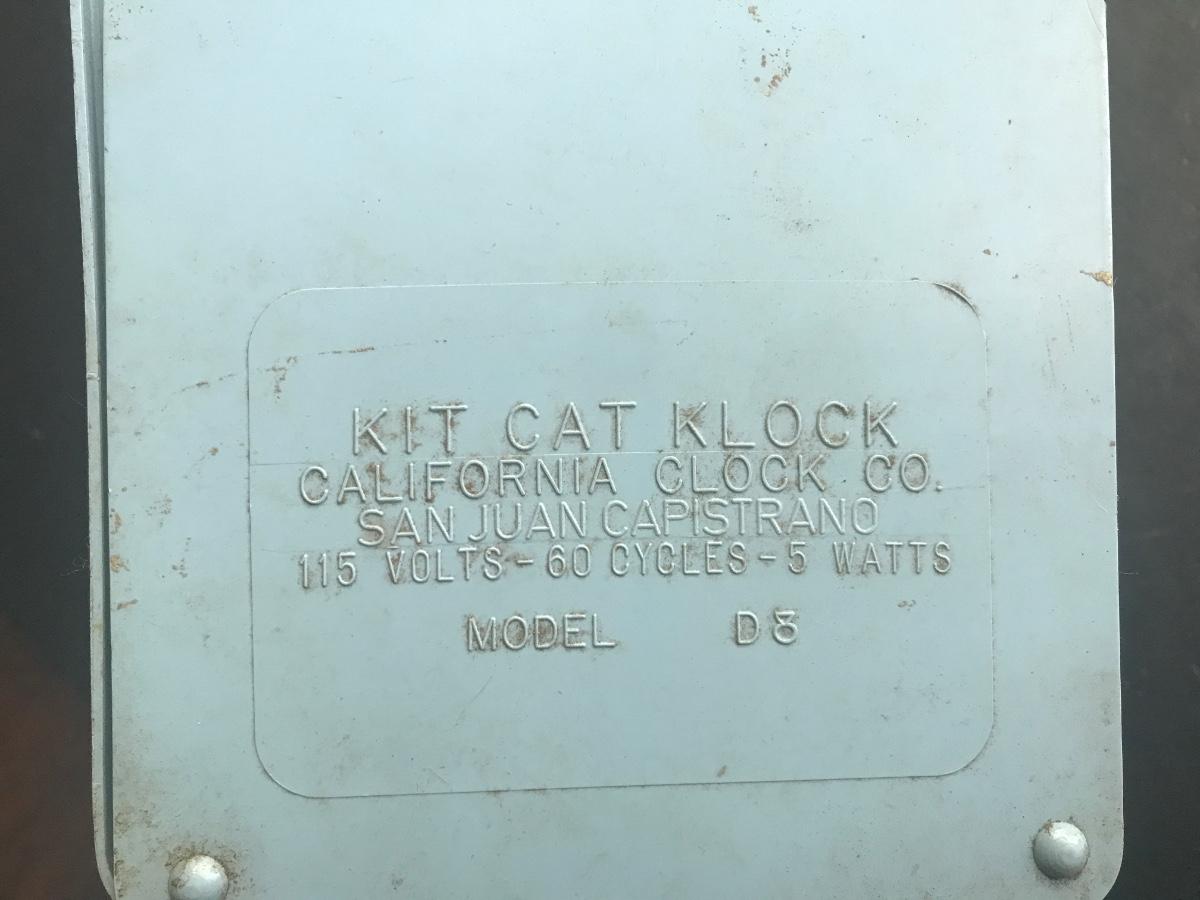 KIT CAT KLOCK
CALIFORNIA CLOCK CO.
SAN JUAN CAPISTRANO
115 VOLTS - 60 CYCLES - 5 WATTS
MODEL D8